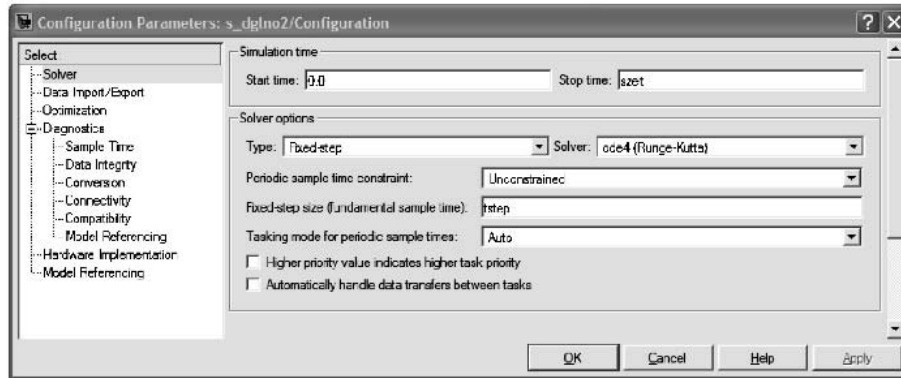 Configuration Parameters: s_dglno2/Configuration
Select
Solver
Data Import/Export
Optimization
Diagnostics
Sample Time
Data Integrity
Conversion
Connectivity
Compatibility
Model Referencing
Hardware Implementation
Model Referencing
Simulation time
Start time: 0.0 Stop time: szeit
Solver options
Type: Fixed-step Solver: ode4 (Runge-Kutta)
Periodic sample time constraint: Unconstrained
Fixed-step size (fundamental sample time): tstep
Tasking mode for periodic sample times: Auto
Higher priority value indicates higher task priority
Automatically handle data transfers between tasks
OK Cancel Help Apply